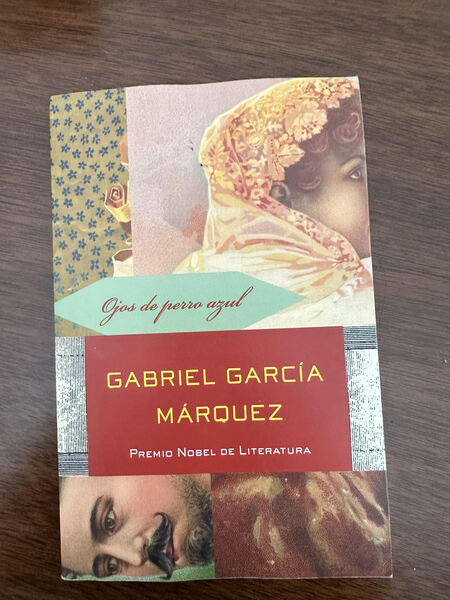 Ojos de perro azul
GABRIEL GARCÍA
MÁRQUEZ
PREMIO NOBEL DE LITERATURA